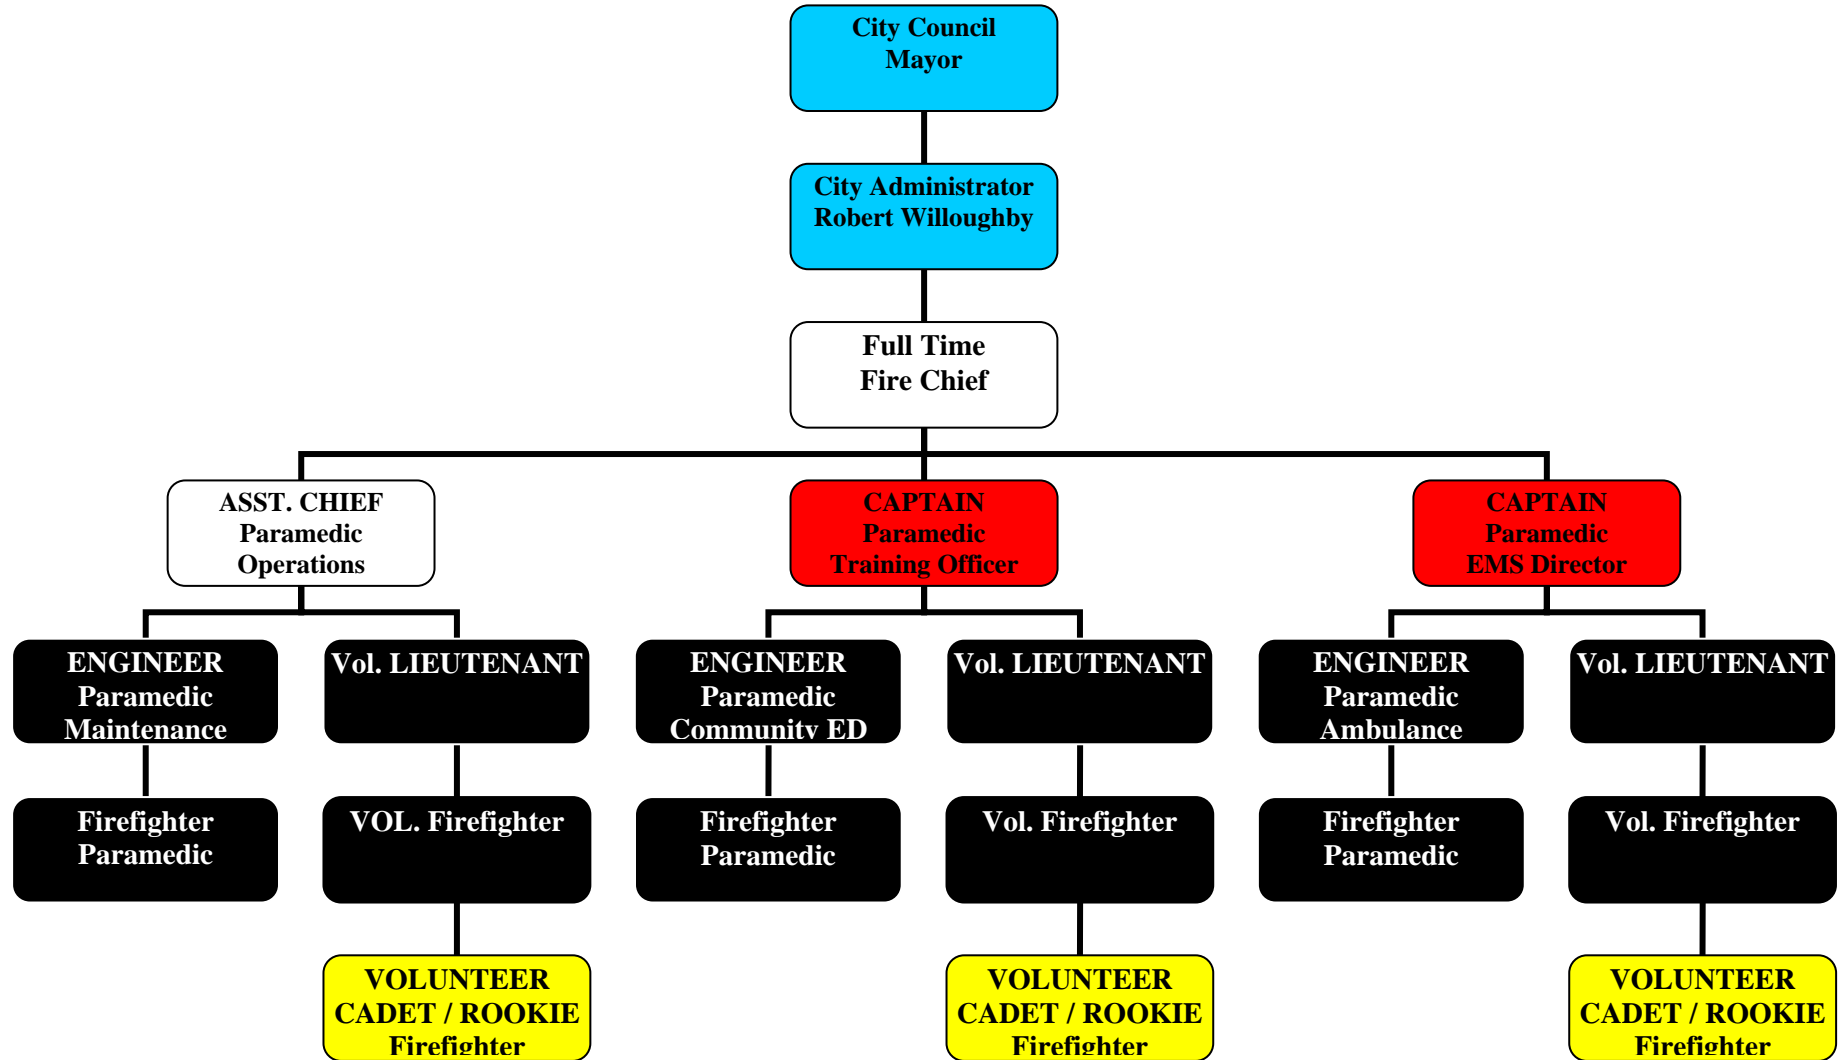 City Council
Mayor
City Administrator
Robert Willoughby
Full Time
Fire Chief
ASST. CHIEF
Paramedic
Operations
CAPTAIN
Paramedic
Training Officer
CAPTAIN
Paramedic
EMS Director
ENGINEER
Paramedic
Maintenance
Vol. LIEUTENANT
ENGINEER
Paramedic
Community ED
Vol. LIEUTENANT
ENGINEER
Paramedic
Ambulance
Vol. LIEUTENANT
Firefighter
Paramedic
VOL. Firefighter
Firefighter
Paramedic
Vol. Firefighter
Firefighter
Paramedic
Vol. Firefighter
VOLUNTEER
CADET / ROOKIE
Firefighter
VOLUNTEER
CADET / ROOKIE
Firefighter
VOLUNTEER
CADET / ROOKIE
Firefighter